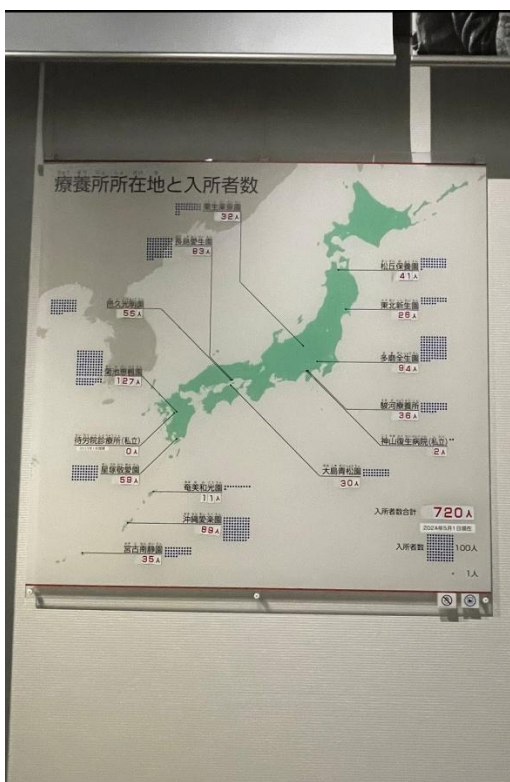 療養所所在地と入所者数
栗生楽泉園
32人
長島愛生園
83人
邑久光明園
55人
菊池恵楓園
127人
待労院診療所(私立)
0人
星塚敬愛園
59人
奄美和光園
11人
沖縄愛楽園
89人
宮古南静園
35人
松丘保養園
41人
東北新生園
26人
多磨全生園
94人
駿河療養所
36人
神山復生病院(私立)
2人
大島青松園
30人
入所者数合計 720人
2024年5月1日現在
入所者数
100人
1人